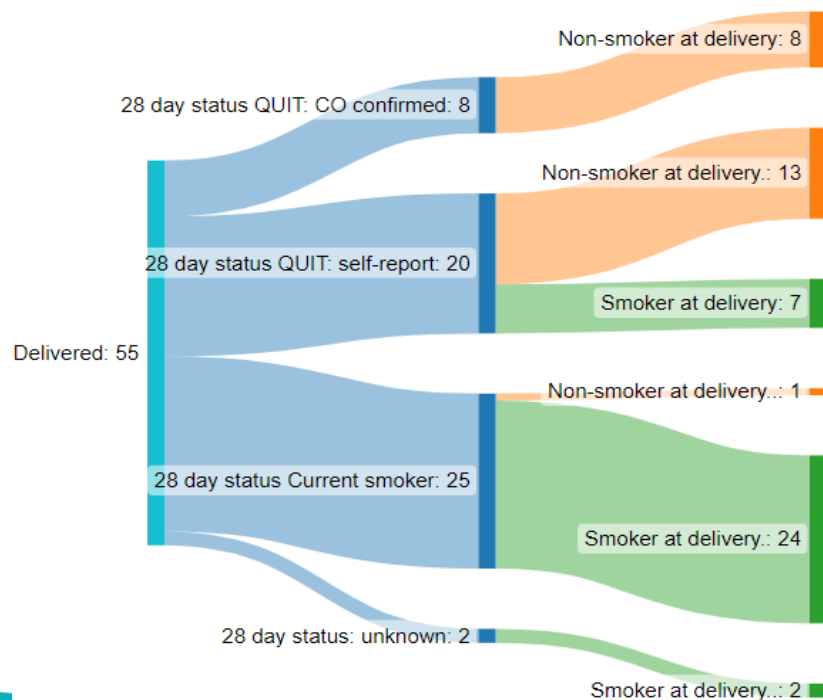 Non-smoker at delivery: 8
28 day status QUIT: CO confirmed: 8
Non-smoker at delivery.: 13
28 day status QUIT: self-report: 20
Smoker at delivery: 7
Delivered: 55
Non-smoker at delivery..: 1
28 day status Current smoker: 25
Smoker at delivery.: 24
28 day status: unknown: 2
Smoker at delivery..: 2